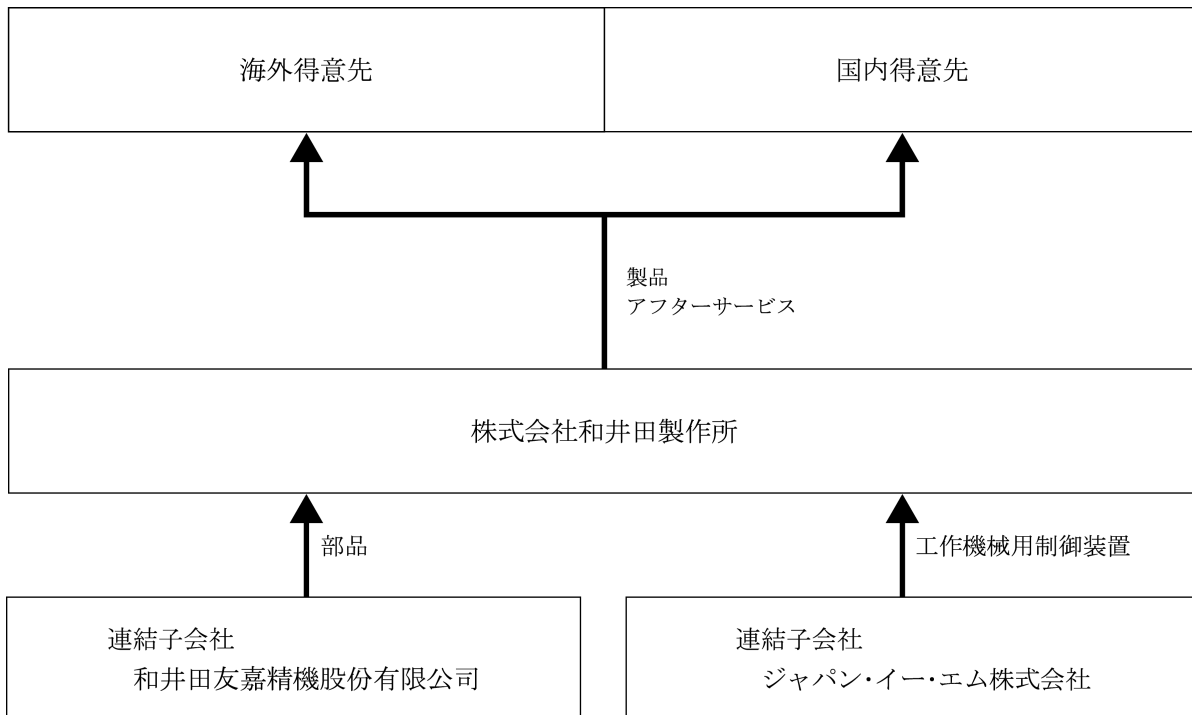 海外得意先
国内得意先
製品
アフターサービス
株式会社和井田製作所
部品
工作機械用制御装置
連結子会社
和井田友嘉精機股份有限公司
連結子会社
ジャパン・イー・エム株式会社